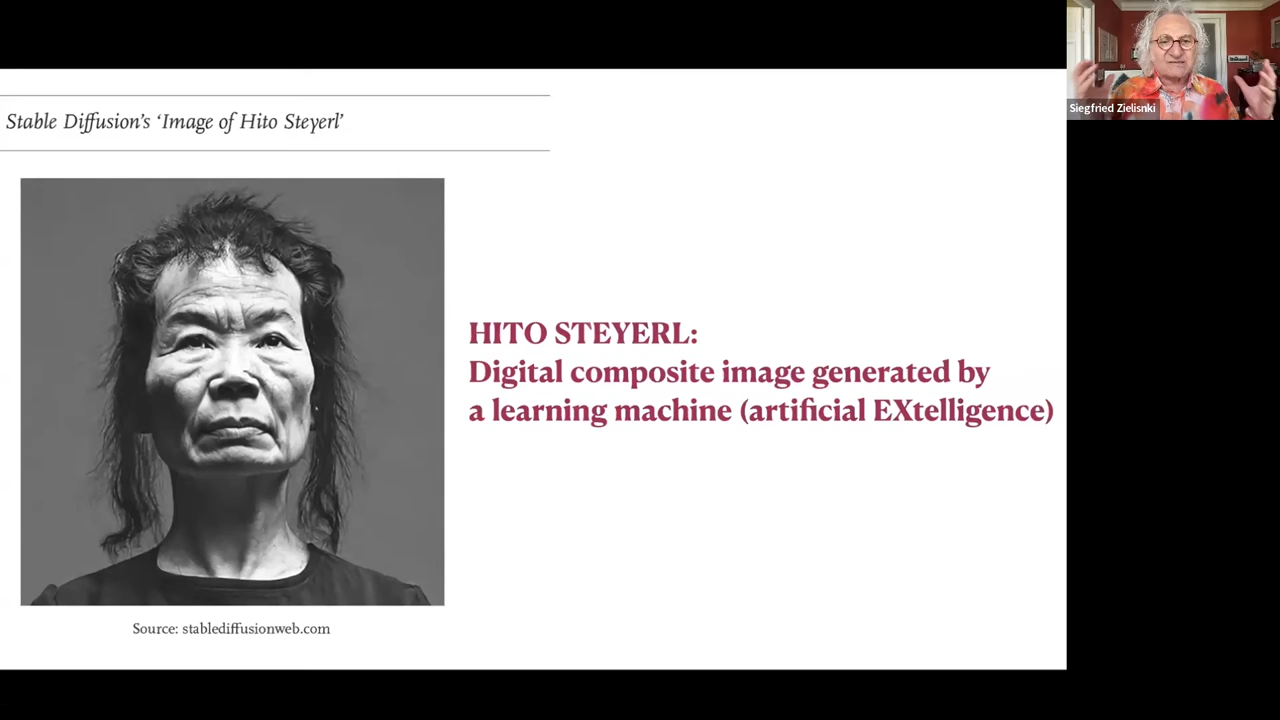 Siegfried Zielisnki
Stable Diffusion's ‘Image of Hito Steyerl’
HITO STEYERL:
Digital composite image generated by
a learning machine (artificial EXtelligence)
Source: stablediffusionweb.com